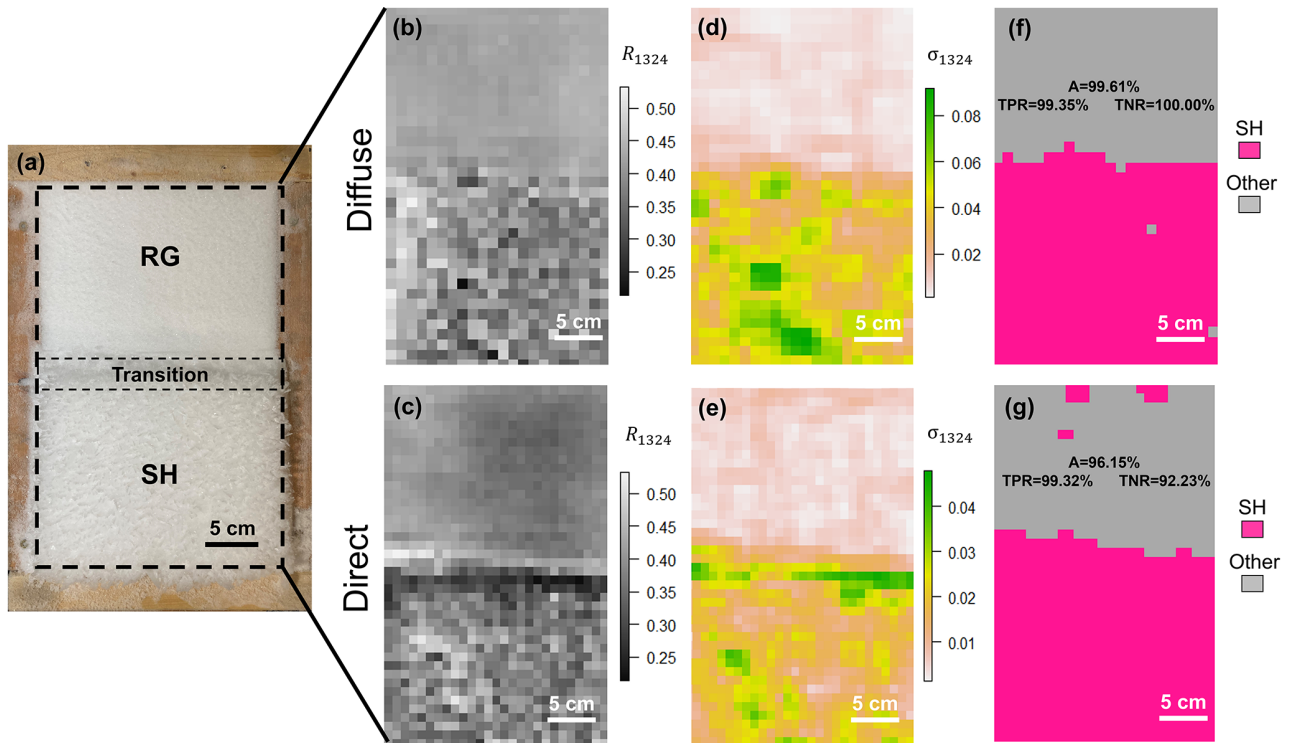 (a)
RG
Transition
SH
5 cm
Diffuse
(b)
R1324
0.50
0.45
0.40
0.35
0.30
0.25
5 cm
(d)
σ1324
0.08
0.06
0.04
0.02
5 cm
(f)
A=99.61%
TPR=99.35% TNR=100.00%
SH
Other
5 cm
Direct
(c)
R1324
0.50
0.45
0.40
0.35
0.30
0.25
5 cm
(e)
σ1324
0.04
0.03
0.02
0.01
5 cm
(g)
A=96.15%
TPR=99.32% TNR=92.23%
SH
Other
5 cm